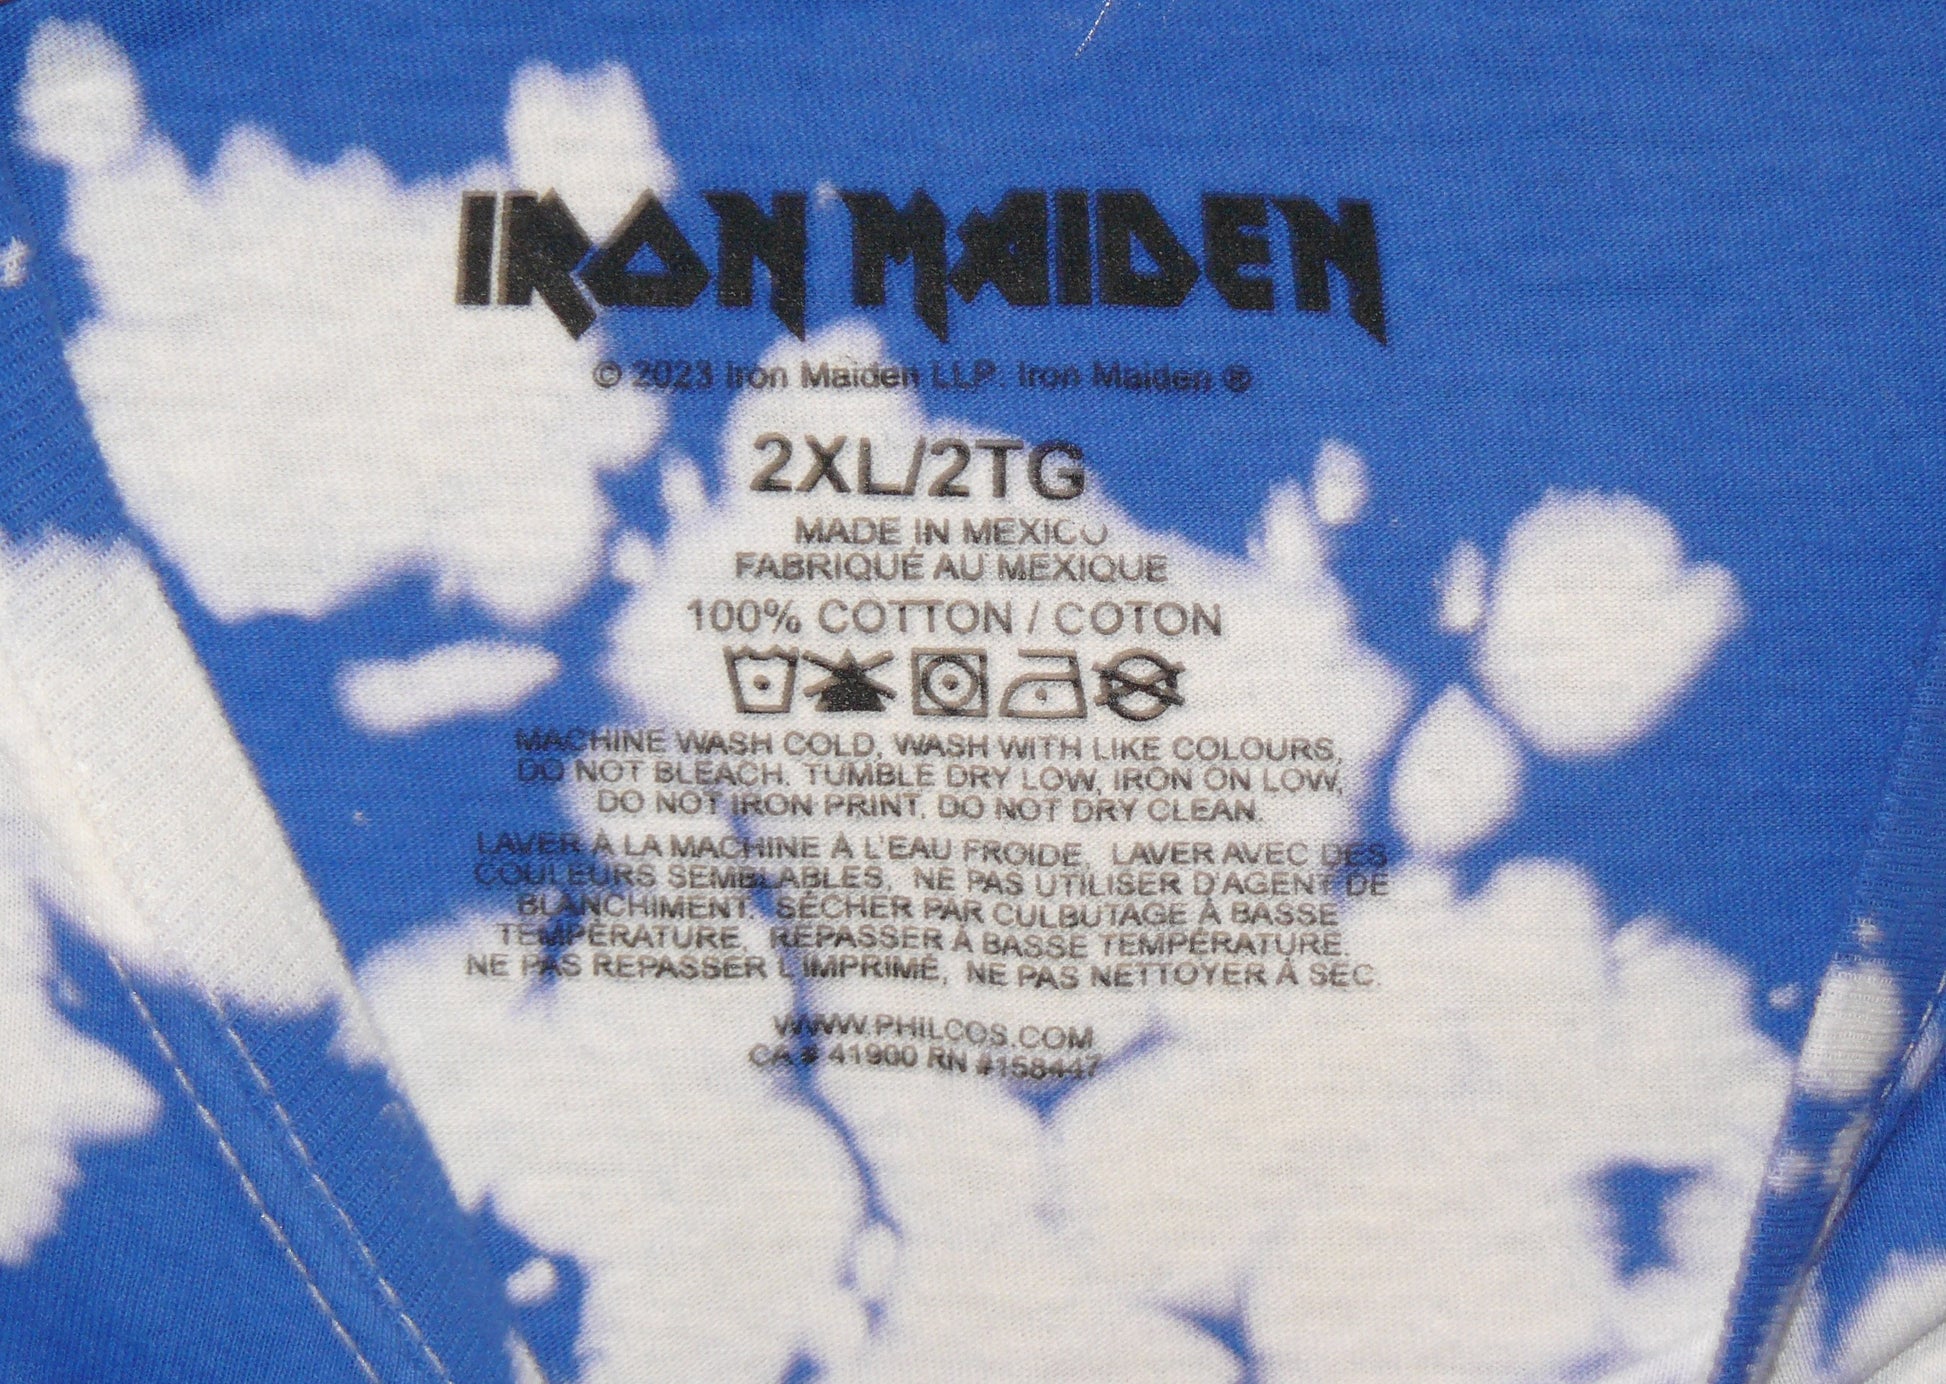 IRON MAIDEN
© 2023 Iron Maiden LLP. Iron Maiden ®
2XL/2TG
MADE IN MEXICO
FABRIQUÉ AU MEXIQUE
100% COTTON / COTON
MACHINE WASH COLD, WASH WITH LIKE COLOURS,
DO NOT BLEACH. TUMBLE DRY LOW, IRON ON LOW,
DO NOT IRON PRINT. DO NOT DRY CLEAN.
LAVER À LA MACHINE À L'EAU FROIDE, LAVER AVEC DES
COULEURS SEMBLABLES, NE PAS UTILISER D'AGENT DE
BLANCHIMENT. SÉCHER PAR CULBUTAGE À BASSE
TEMPÉRATURE, REPASSER À BASSE TEMPÉRATURE.
NE PAS REPASSER L'IMPRIMÉ, NE PAS NETTOYER À SEC.
WWW.PHILCOS.COM
CA # 41900 RN #158447